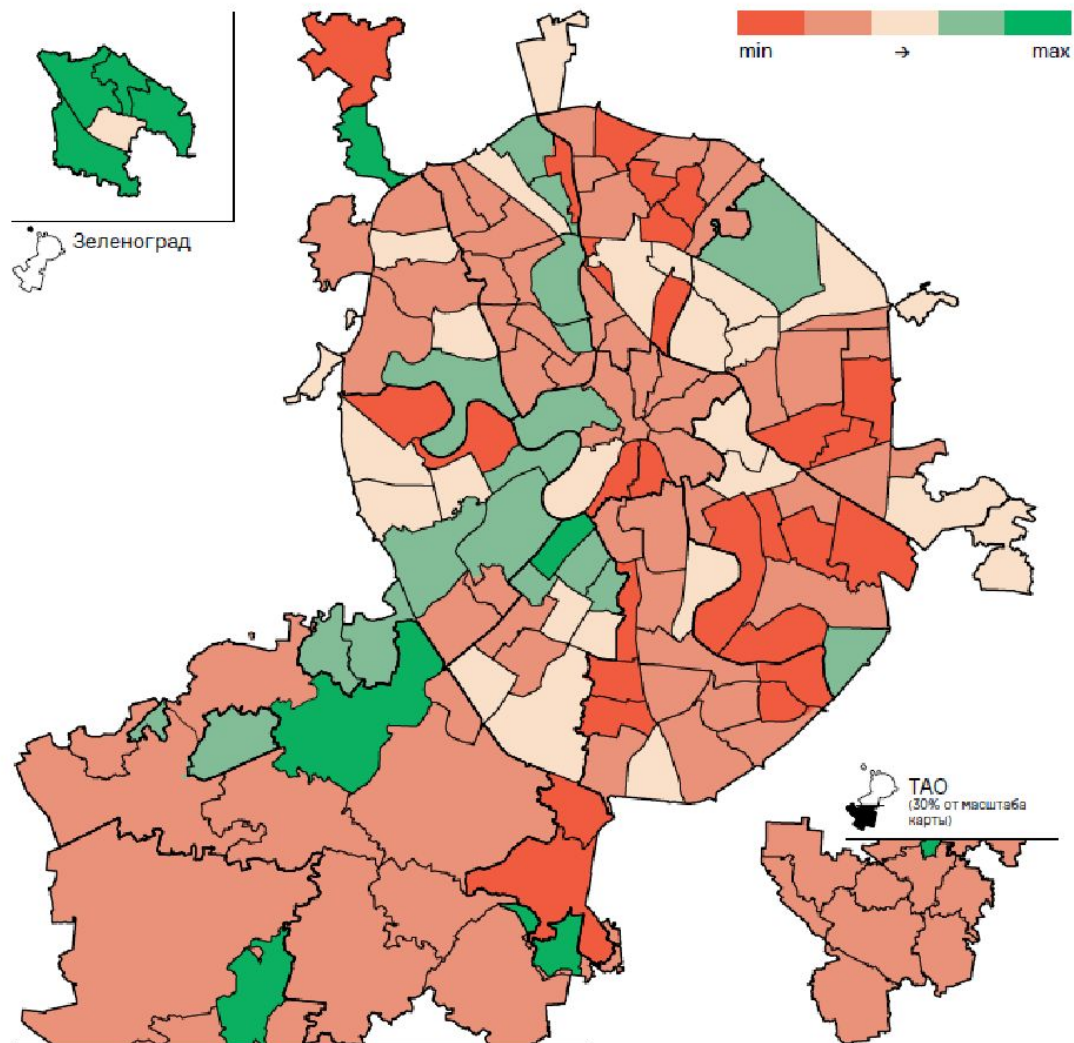 min → max
Зеленоград
ТАО
(30% от масштаба
карты)